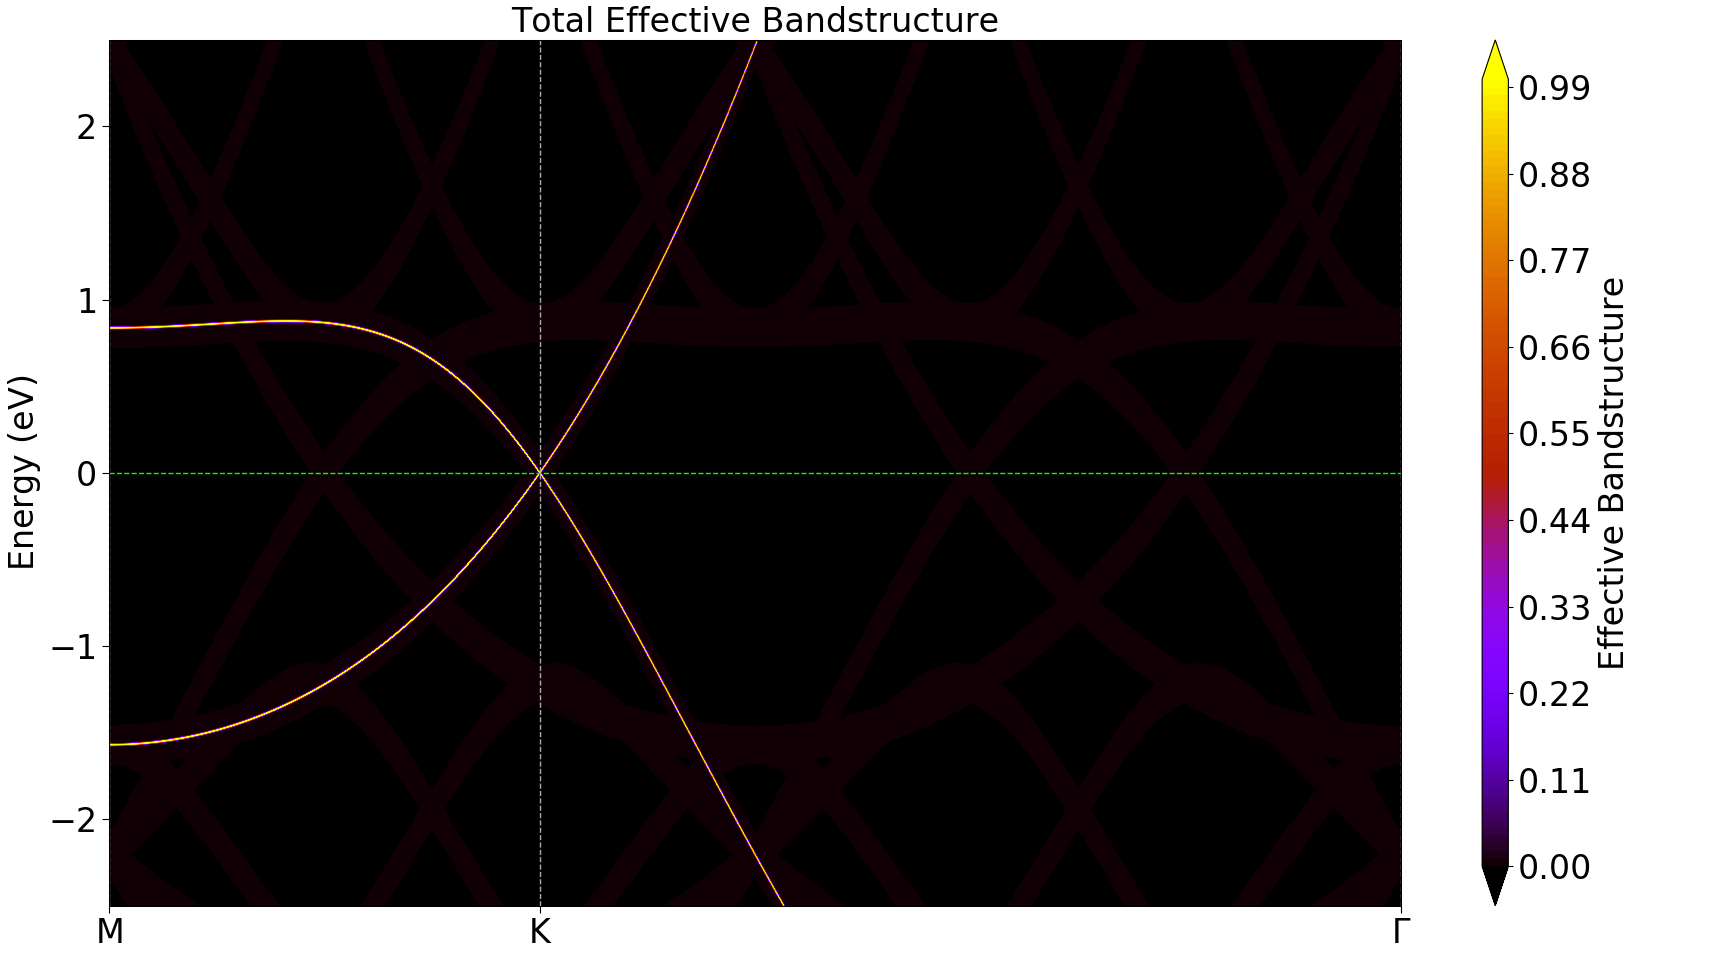 Total Effective Bandstructure
Energy (eV)
2
1
0
−1
−2
M
K
Γ
0.99
0.88
0.77
0.66
0.55
0.44
0.33
0.22
0.11
0.00
Effective Bandstructure